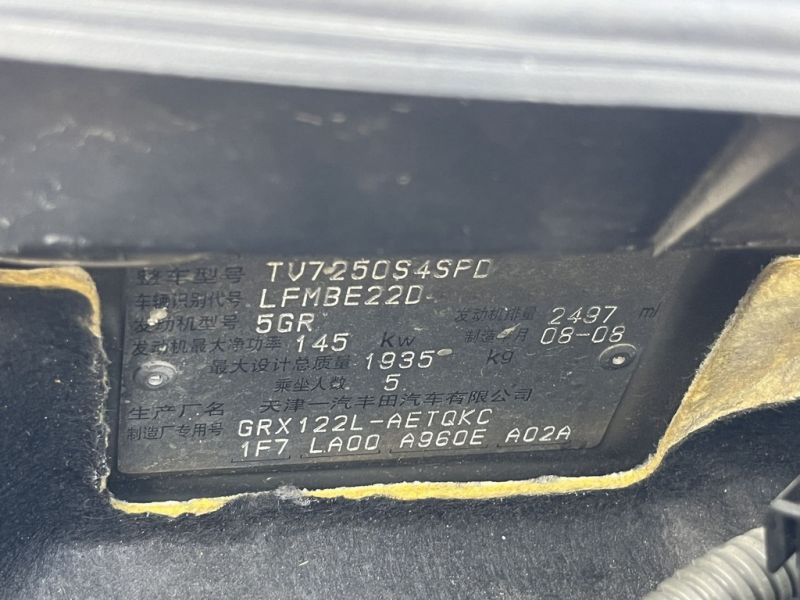 整车型号 TV7250S4SPD
车辆识别代号 LFMBE22D
发动机型号 5GR 发动机排量 2497 ml
发动机最大净功率 145 kw 制造年月 08-08
最大设计总质量 1935 kg
乘坐人数 5
生产厂名 天津一汽丰田汽车有限公司
制造厂专用号 GRX122L-AETQKC
1F7 LA00 A960E A02A